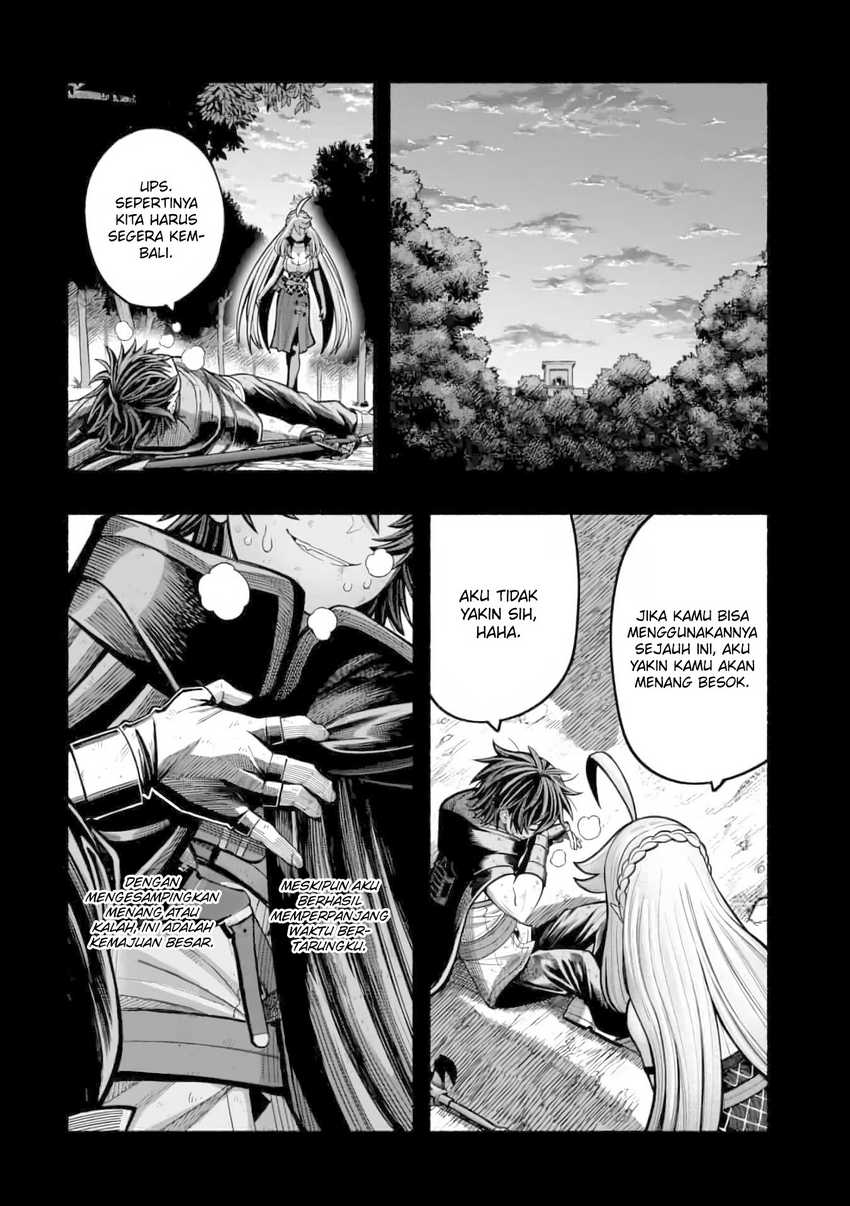 UPS.
SEPERTINYA
KITA HARUS
SEGERA KEM-
BALI.
JIKA KAMU BISA
MENGGUNAKANNYA
SEJAUH INI, AKU
YAKIN KAMU AKAN
MENANG BESOK.
AKU TIDAK
YAKIN SIH,
HAHA.
MESKIPUN AKU
BERHASIL
MEMPERPANJANG
WAKTU BER-
TARUNGKU.
DENGAN
MENGESAMPINGKAN
MENANG ATAU
KALAH, INI ADALAH
KEMAJUAN BESAR.